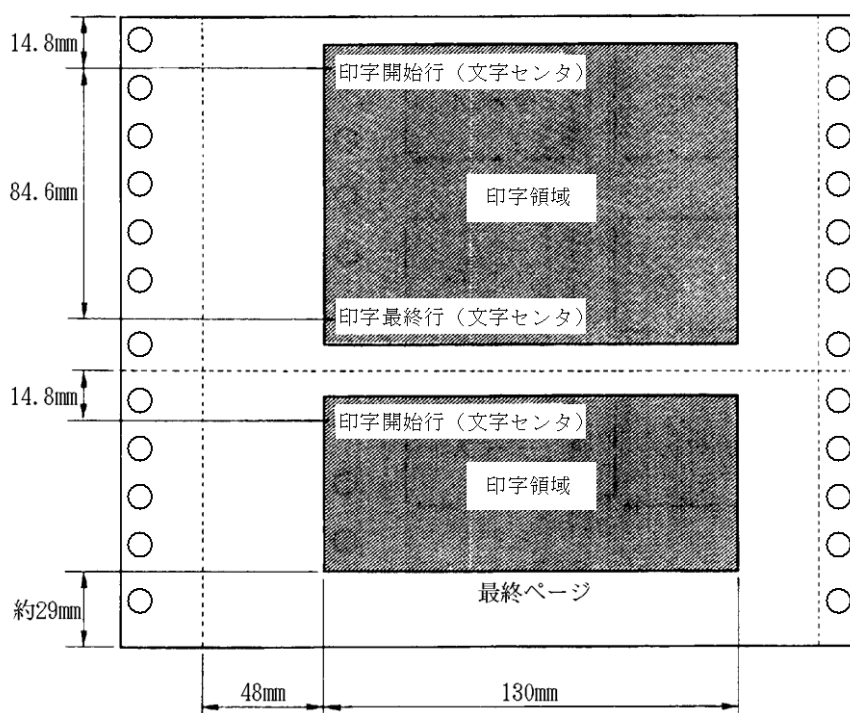 14.8mm
印字開始行（文字センタ）
84.6mm
印字領域
印字最終行（文字センタ）
14.8mm
印字開始行（文字センタ）
印字領域
最終ページ
約29mm
48mm
130mm